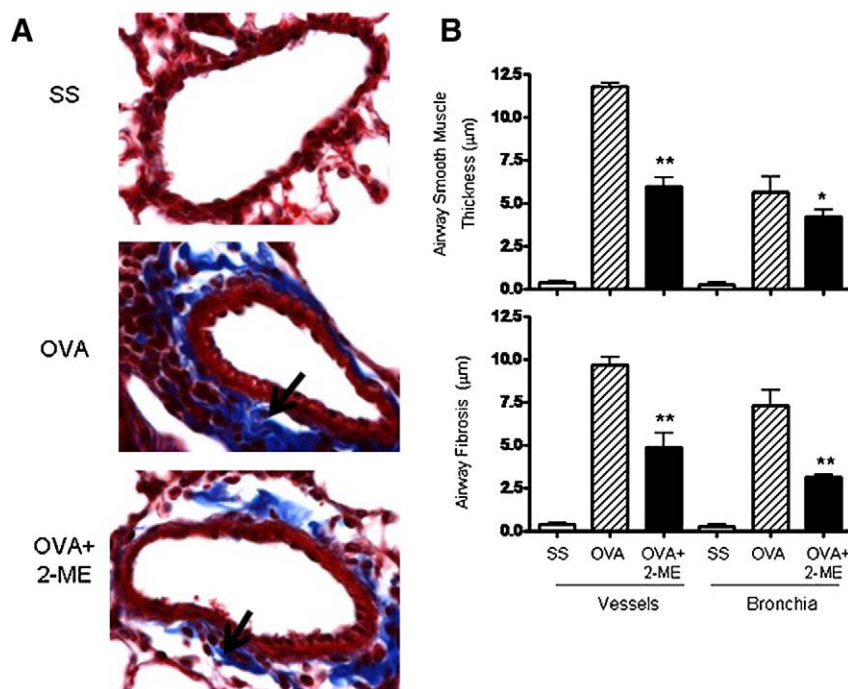 A
SS
OVA
OVA+
2-ME
B
Airway Smooth Muscle
Thickness (µm)
12.5
10.0
7.5
5.0
2.5
0.0
**
*
Airway Fibrosis (µm)
10.0
7.5
5.0
2.5
0.0
**
**
SS OVA OVA+ SS OVA OVA+
2-ME 2-ME
Vessels Bronchia